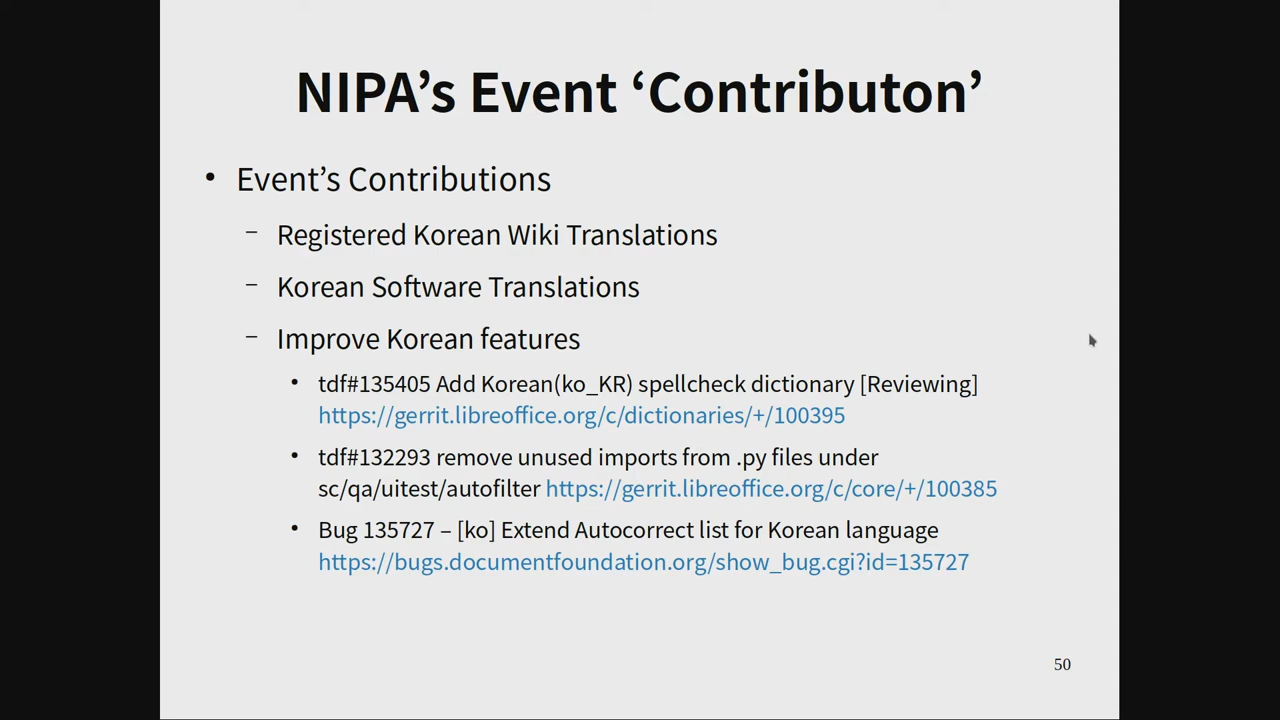 NIPA’s Event ‘Contributon’
• Event’s Contributions
– Registered Korean Wiki Translations
– Korean Software Translations
– Improve Korean features
• tdf#135405 Add Korean(ko_KR) spellcheck dictionary [Reviewing]
https://gerrit.libreoffice.org/c/dictionaries/+/100395
• tdf#132293 remove unused imports from .py files under
sc/qa/uitest/autofilter https://gerrit.libreoffice.org/c/core/+/100385
• Bug 135727 – [ko] Extend Autocorrect list for Korean language
https://bugs.documentfoundation.org/show_bug.cgi?id=135727
50